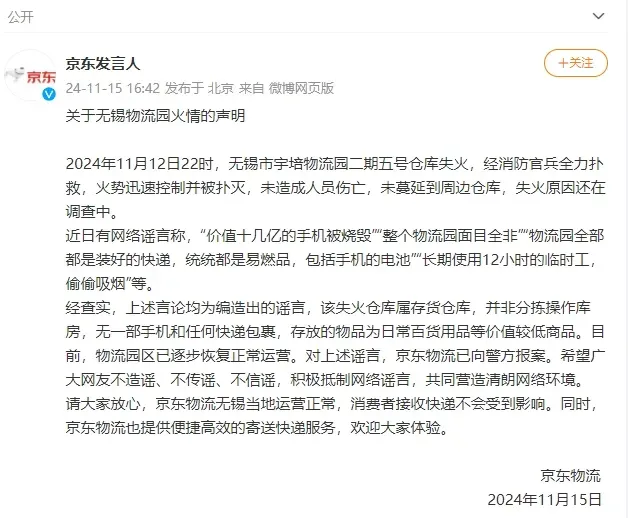 公开
京东发言人
+关注
京东
24-11-15 16:42 发布于 北京 来自 微博网页版
关于无锡物流园火情的声明
2024年11月12日22时，无锡市宇培物流园二期五号仓库失火，经消防官兵全力扑
救，火势迅速控制并被扑灭，未造成人员伤亡，未蔓延到周边仓库，失火原因还在
调查中。
近日有网络谣言称，“价值十几亿的手机被烧毁”“整个物流园面目全非”“物流园全部
都是装好的快递，统统都是易燃品，包括手机的电池”“长期使用12小时的临时工，
偷偷吸烟”等。
经查实，上述言论均为编造出的谣言，该失火仓库属存货仓库，并非分拣操作库
房，无一部手机和任何快递包裹，存放的物品为日常百货用品等价值较低商品。目
前，物流园区已逐步恢复正常运营。对上述谣言，京东物流已向警方报案。希望广
大网友不造谣、不传谣、不信谣，积极抵制网络谣言，共同营造清朗网络环境。
请大家放心，京东物流无锡当地运营正常，消费者接收快递不会受到影响。同时，
京东物流也提供便捷高效的寄送快递服务，欢迎大家体验。
京东物流
2024年11月15日